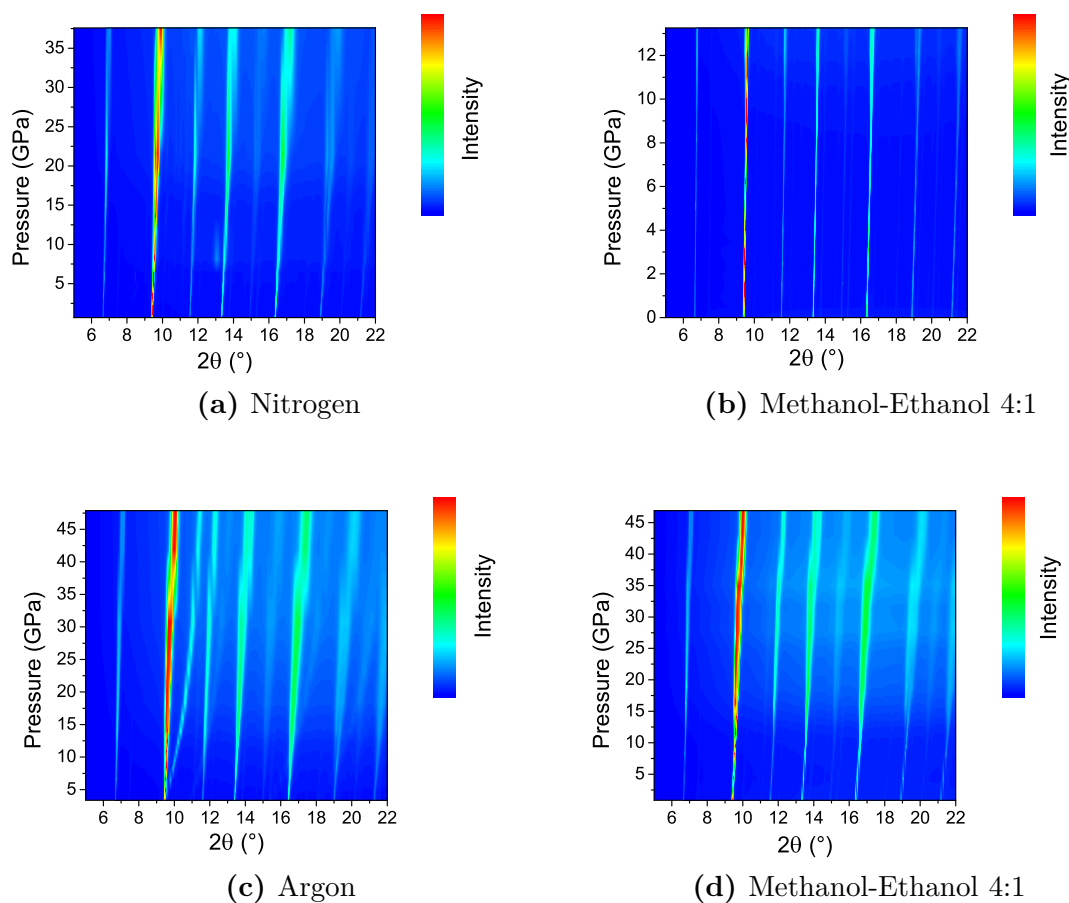 35
30
25
20
15
10
5
6 8 10 12 14 16 18 20 22
2θ (°)
Pressure (GPa)
Intensity
(a) Nitrogen
12
10
8
6
4
2
0
6 8 10 12 14 16 18 20 22
2θ (°)
Pressure (GPa)
Intensity
(b) Methanol-Ethanol 4:1
45
40
35
30
25
20
15
10
5
6 8 10 12 14 16 18 20 22
2θ (°)
Pressure (GPa)
Intensity
(c) Argon
45
40
35
30
25
20
15
10
5
6 8 10 12 14 16 18 20 22
2θ (°)
Pressure (GPa)
Intensity
(d) Methanol-Ethanol 4:1